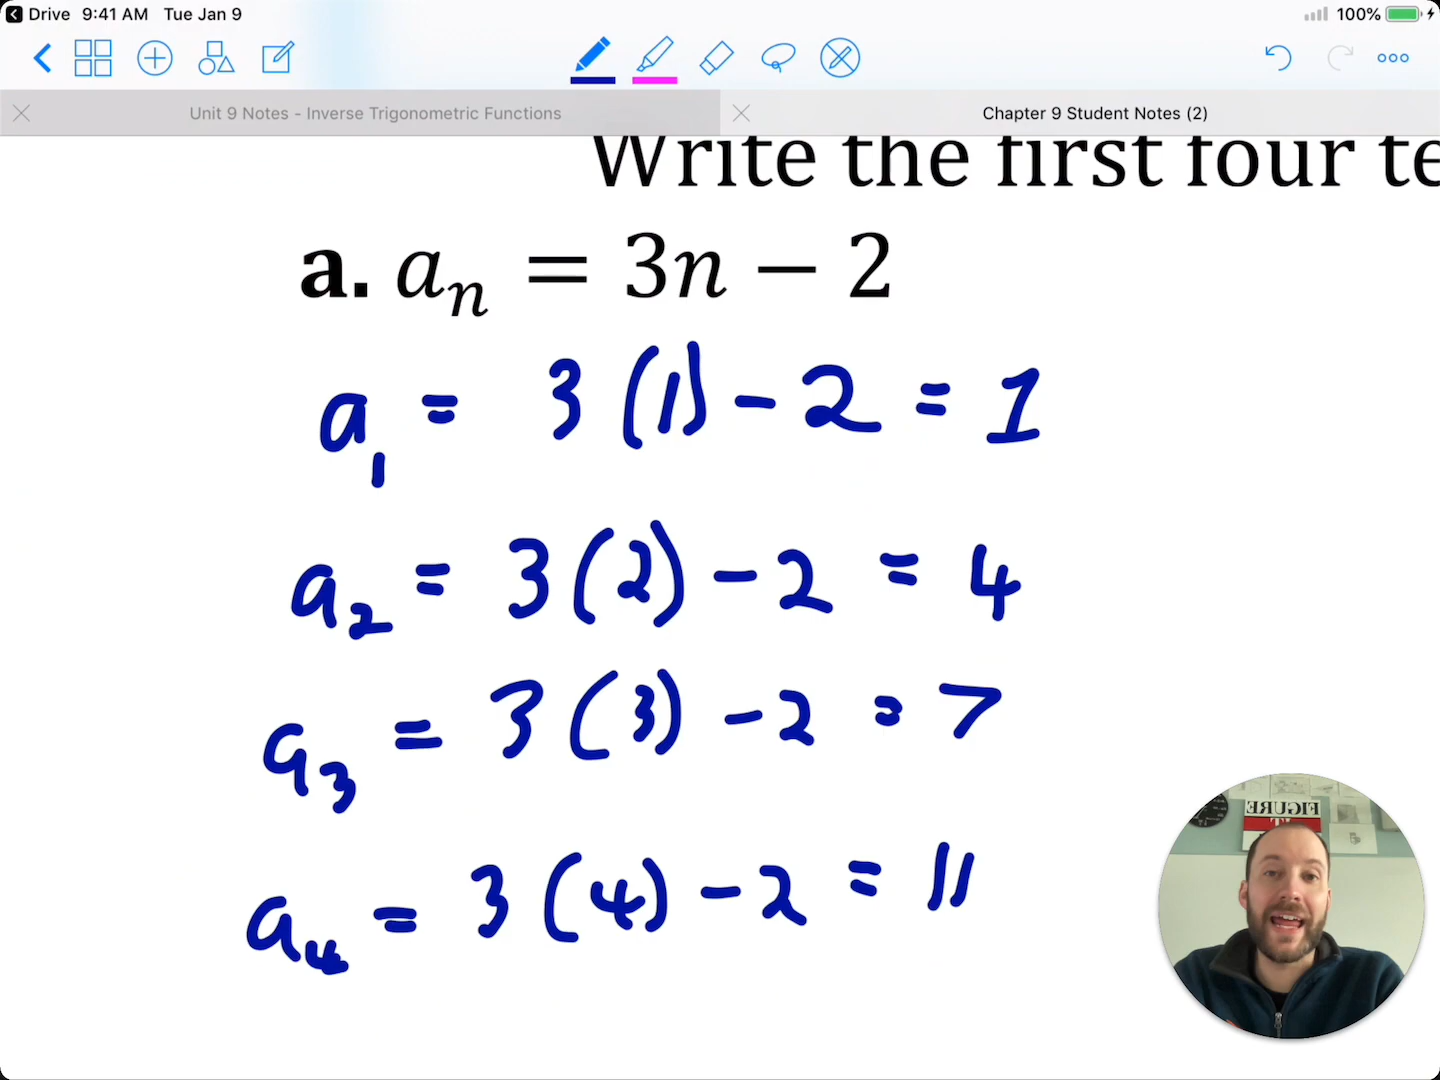 Drive 9:41 AM Tue Jan 9 100%
Unit 9 Notes - Inverse Trigonometric Functions
Chapter 9 Student Notes (2)
Write the first four te
a. aₙ = 3n − 2
a₁ = 3(1) - 2 = 1
a₂ = 3(2) - 2 = 4
a₃ = 3(3) - 2 = 7
a₄ = 3(4) - 2 = 11
FIGURE
IT